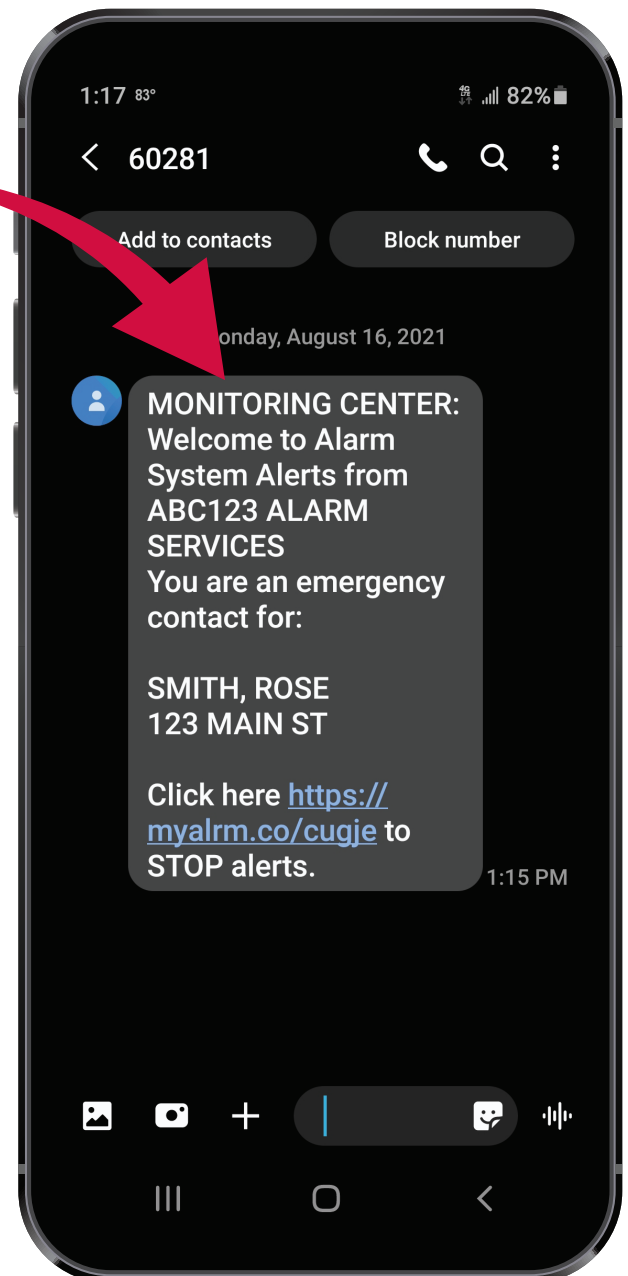 1:17 83° 82%
60281
Add to contacts Block number
onday, August 16, 2021
MONITORING CENTER:
Welcome to Alarm
System Alerts from
ABC123 ALARM
SERVICES
You are an emergency
contact for:
SMITH, ROSE
123 MAIN ST
Click here https://
myalrm.co/cugje to
STOP alerts.
1:15 PM